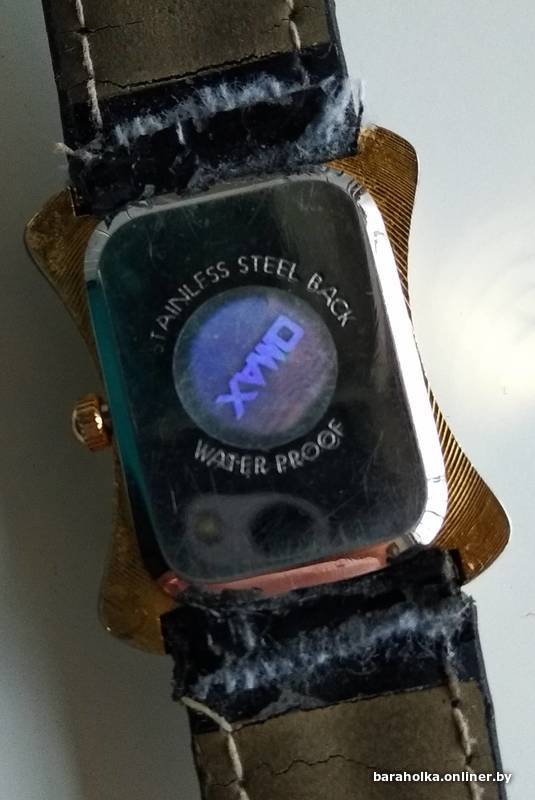 STAINLESS STEEL BACK
OMAX
WATER PROOF
baraholka.onliner.by